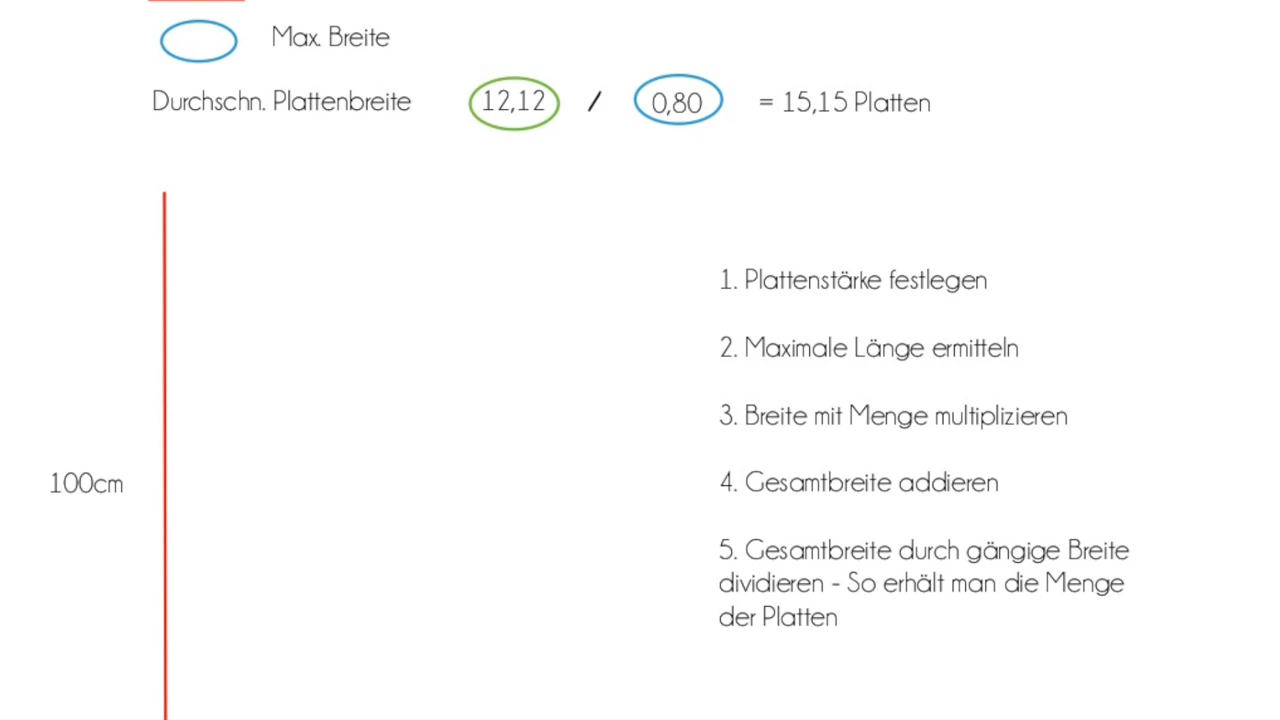 Max. Breite
Durchschn. Plattenbreite 12,12 / 0,80 = 15,15 Platten
1. Plattenstärke festlegen
2. Maximale Länge ermitteln
3. Breite mit Menge multiplizieren
100cm
4. Gesamtbreite addieren
5. Gesamtbreite durch gängige Breite
dividieren - So erhält man die Menge
der Platten